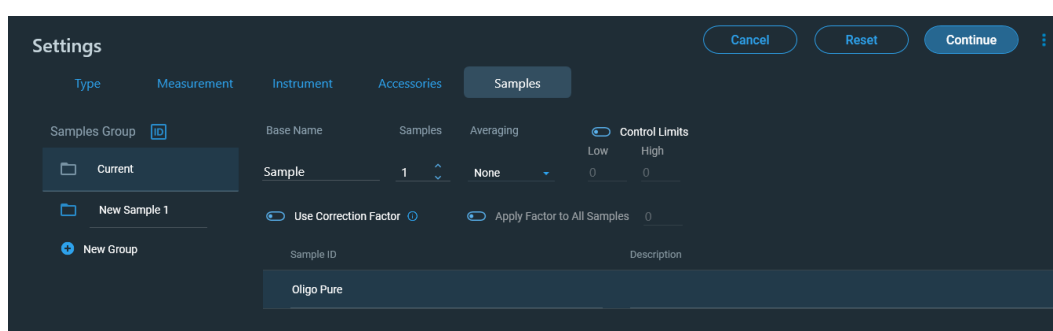 Settings
Cancel Reset Continue
Type Measurement Instrument Accessories Samples
Samples Group ID
Base Name Samples Averaging Control Limits
Low High
Current
Sample 1 None 0 0
New Sample 1
Use Correction Factor Apply Factor to All Samples 0
New Group
Sample ID Description
Oligo Pure